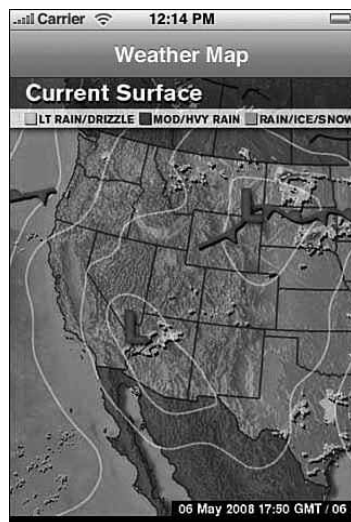 Carrier 12:14 PM
Weather Map
Current Surface
LT RAIN/DRIZZLE MOD/HVY RAIN RAIN/ICE/SNOW
L
L
06 May 2008 17:50 GMT / 06